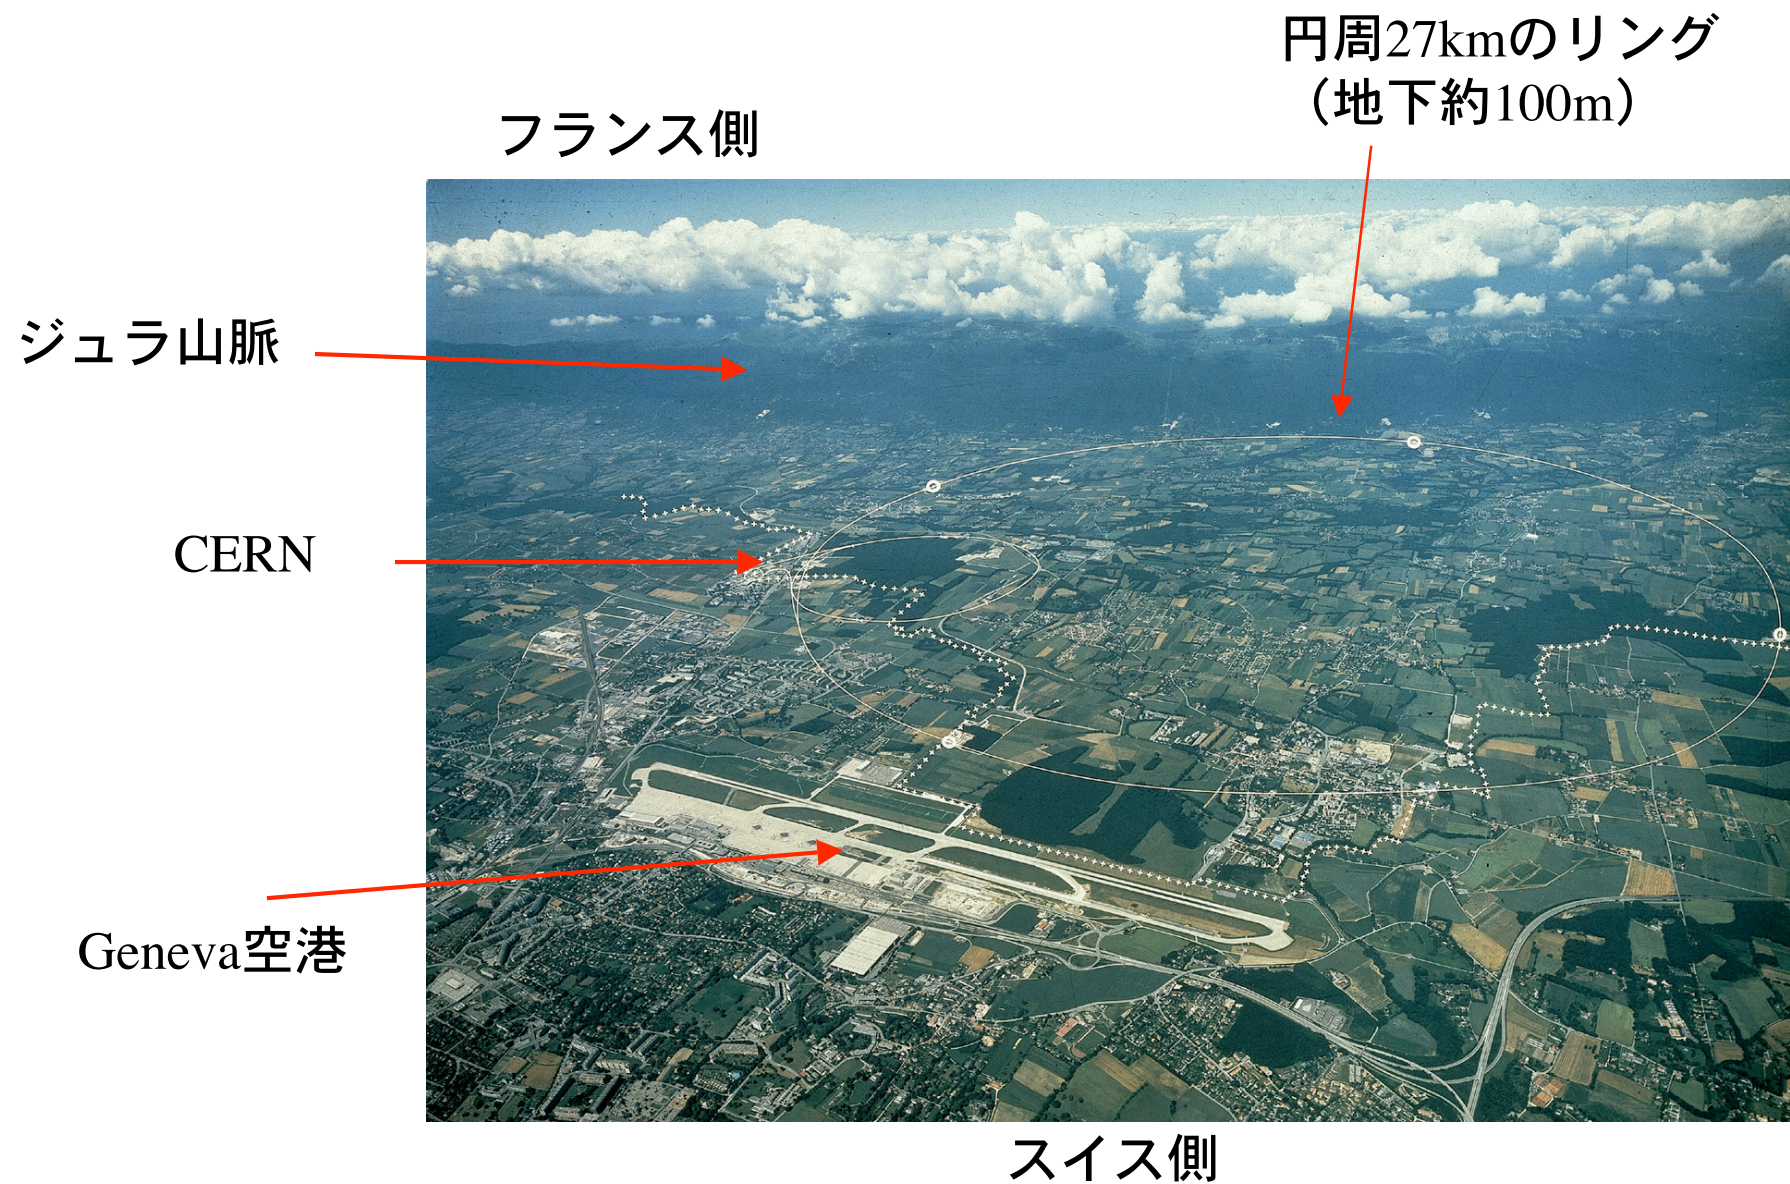 円周27kmのリング
（地下約100m）
フランス側
ジュラ山脈
CERN
Geneva空港
スイス側